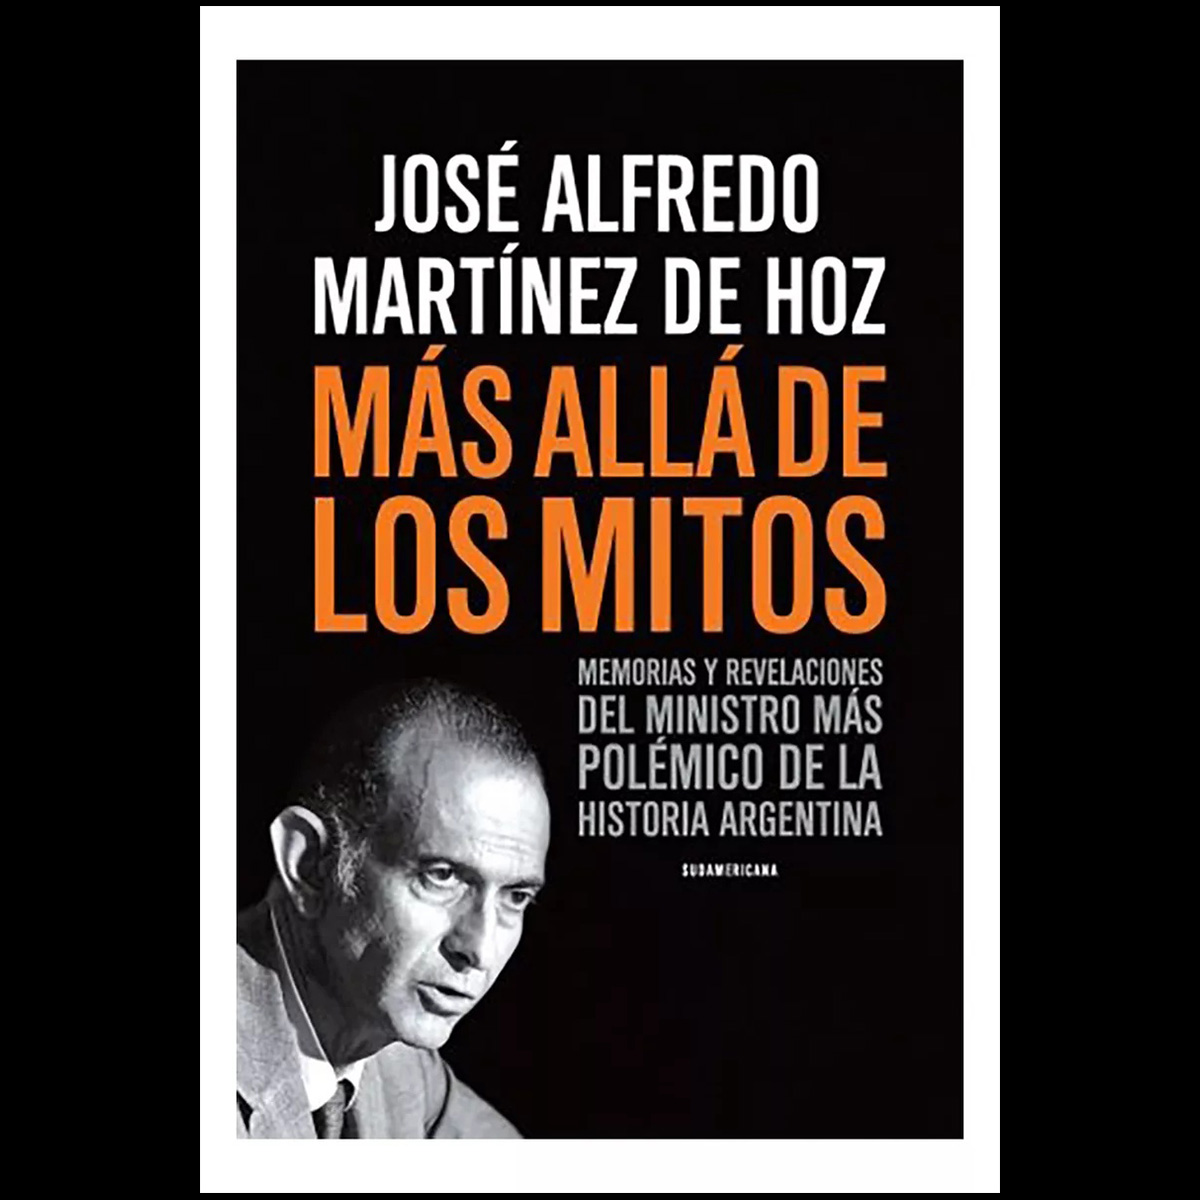 JOSÉ ALFREDO
MARTÍNEZ DE HOZ
MÁS ALLÁ DE
LOS MITOS
MEMORIAS Y REVELACIONES
DEL MINISTRO MÁS
POLÉMICO DE LA
HISTORIA ARGENTINA
SUDAMERICANA